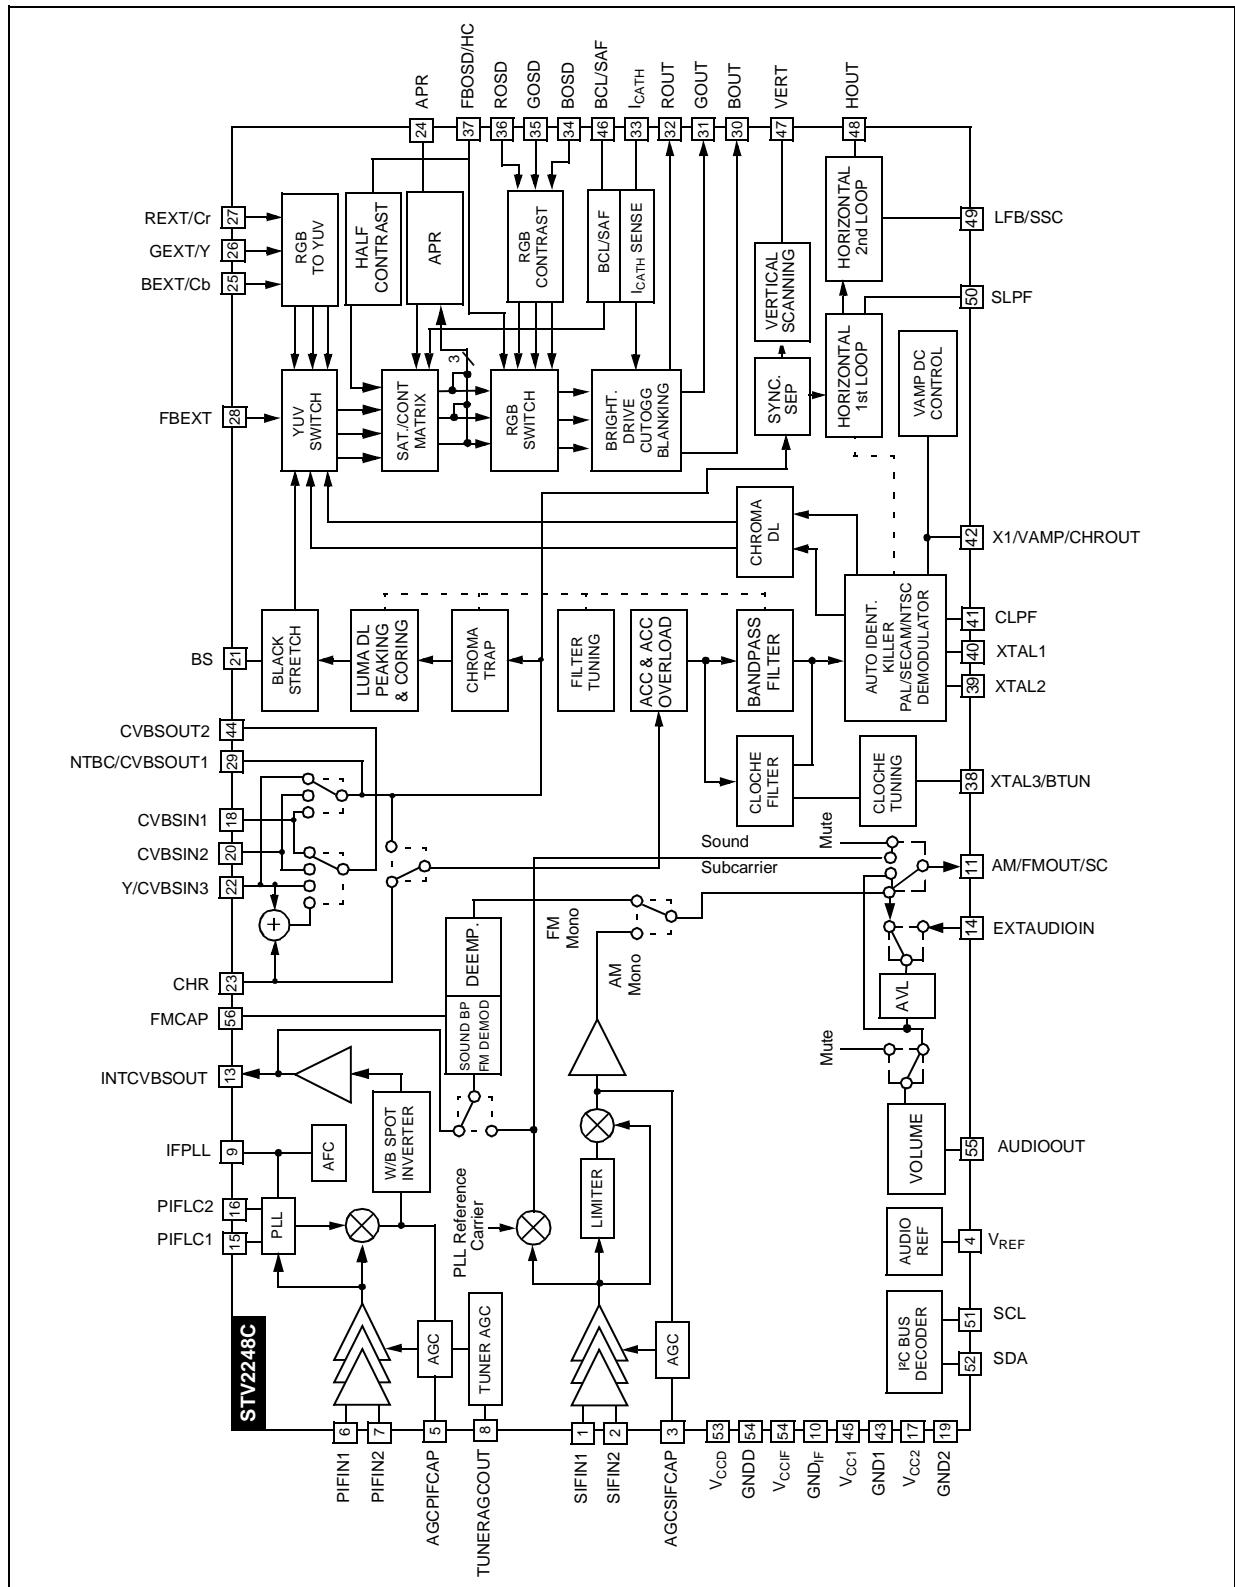 APR
FBOSD/HC
ROSD
GOSD
BOSD
BCL/SAF
ICATH
ROUT
GOUT
BOUT
VERT
HOUT
24
37
36
35
34
46
33
32
31
30
47
48
REXT/Cr
27
GEXT/Y
26
BEXT/Cb
25
RGB
TO YUV
HALF
CONTRAST
APR
RGB
CONTRAST
BCL/SAF
ICATH SENSE
VERTICAL
SCANNING
HORIZONTAL
2nd LOOP
49
LFB/SSC
50
SLPF
3
FBEXT
28
YUV
SWITCH
SAT./CONT
MATRIX
RGB
SWITCH
BRIGHT.
DRIVE
CUTOGG
BLANKING
SYNC.
SEP
HORIZONTAL
1st LOOP
VAMP DC
CONTROL
CHROMA
DL
42
X1/VAMP/CHROUT
BS
21
BLACK
STRETCH
LUMA DL
PEAKING
& CORING
CHROMA
TRAP
FILTER
TUNING
ACC & ACC
OVERLOAD
BANDPASS
FILTER
AUTO IDENT.
KILLER
PAL/SECAM/NTSC
DEMODULATOR
41
CLPF
40
XTAL1
39
XTAL2
CVBSOUT2
44
NTBC/CVBSOUT1
29
CLOCHE
FILTER
CLOCHE
TUNING
38
XTAL3/BTUN
CVBSIN1
18
CVBSIN2
20
Y/CVBSIN3
22
+
Sound
Subcarrier
Mute
11
AM/FMOUT/SC
CHR
23
FMCAP
56
DEEMP.
SOUND BP
FM DEMOD
FM
Mono
AM
Mono
14
EXTAUDIOIN
AVL
Mute
INTCVBSOUT
13
IFPLL
9
AFC
W/B SPOT
INVERTER
PIFLC2
16
PIFLC1
15
PLL
PLL Reference
Carrier
LIMITER
VOLUME
55
AUDIOOUT
AUDIO
REF
4
VREF
STV2248C
AGC
TUNER AGC
AGC
I²C BUS
DECODER
51
SCL
52
SDA
6
7
5
8
1
2
3
53
54
54
10
45
43
17
19
PIFIN1
PIFIN2
AGCPIFCAP
TUNERAGCOUT
SIFIN1
SIFIN2
AGCSIFCAP
VCCD
GNDD
VCCIF
GNDIF
VCC1
GND1
VCC2
GND2